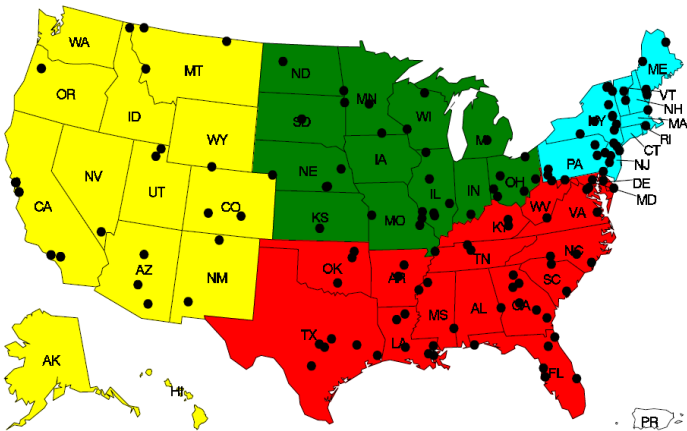 WA
MT
ND
MN
ME
OR
ID
SD
WI
MI
VT
NH
NY
MA
WY
IA
RI
CT
NE
PA
NJ
NV
UT
IL
IN
OH
DE
MD
CA
CO
KS
MO
WV
VA
KY
AZ
NM
OK
AR
TN
NC
SC
MS
AL
GA
TX
LA
FL
AK
HI
PR